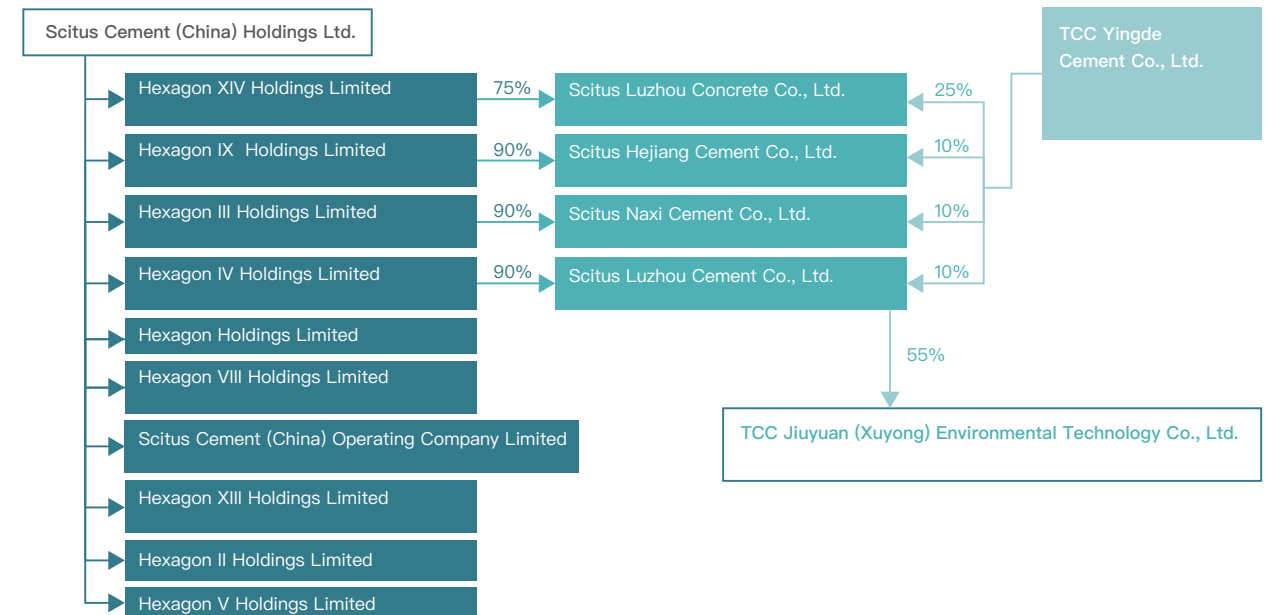 Scitus Cement (China) Holdings Ltd.
TCC Yingde
Cement Co., Ltd.
Hexagon XIV Holdings Limited
75%
Scitus Luzhou Concrete Co., Ltd.
25%
Hexagon IX Holdings Limited
90%
Scitus Hejiang Cement Co., Ltd.
10%
Hexagon III Holdings Limited
90%
Scitus Naxi Cement Co., Ltd.
10%
Hexagon IV Holdings Limited
90%
Scitus Luzhou Cement Co., Ltd.
10%
Hexagon Holdings Limited
55%
Hexagon VIII Holdings Limited
Scitus Cement (China) Operating Company Limited
TCC Jiuyuan (Xuyong) Environmental Technology Co., Ltd.
Hexagon XIII Holdings Limited
Hexagon II Holdings Limited
Hexagon V Holdings Limited